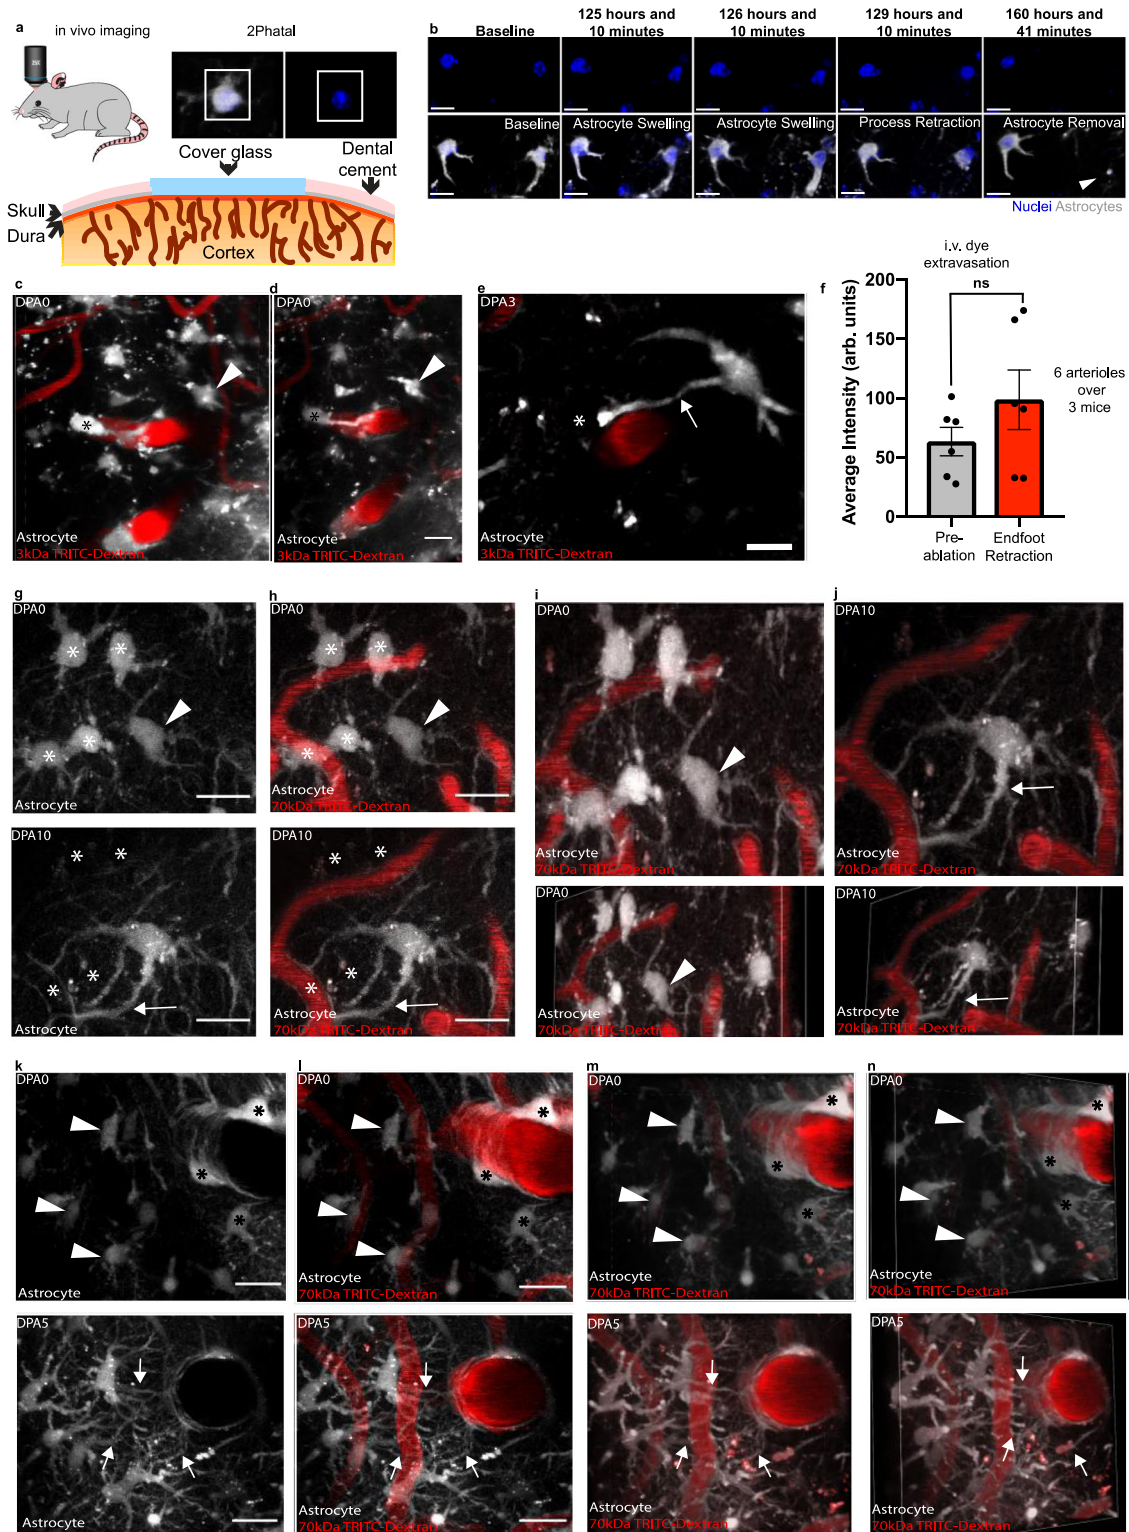 a
in vivo imaging
2Phatal
Cover glass
Dental
cement
Skull
Dura
Cortex
b
Baseline
125 hours and
10 minutes
126 hours and
10 minutes
129 hours and
10 minutes
160 hours and
41 minutes
Baseline
Astrocyte Swelling
Astrocyte Swelling
Process Retraction
Astrocyte Removal
Nuclei Astrocytes
c
DPA0
*
Astrocyte
3kDa TRITC-Dextran
d
DPA0
*
Astrocyte
3kDa TRITC-Dextran
e
DPA3
*
Astrocyte
3kDa TRITC-Dextran
f
i.v. dye
extravasation
ns
Average Intensity (arb. units)
200
150
100
50
0
Pre-
ablation
Endfoot
Retraction
6 arterioles
over
3 mice
g
DPA0
* *
* *
Astrocyte
DPA10
* *
* *
Astrocyte
h
DPA0
* *
* *
Astrocyte
70kDa TRITC-Dextran
DPA10
* *
* *
Astrocyte
70kDa TRITC-Dextran
i
DPA0
Astrocyte
70kDa TRITC-Dextran
DPA0
Astrocyte
70kDa TRITC-Dextran
j
DPA10
Astrocyte
70kDa TRITC-Dextran
DPA10
Astrocyte
70kDa TRITC-Dextran
k
DPA0
*
*
*
Astrocyte
DPA5
Astrocyte
l
DPA0
*
*
*
Astrocyte
70kDa TRITC-Dextran
DPA5
Astrocyte
70kDa TRITC-Dextran
m
DPA0
*
*
*
Astrocyte
70kDa TRITC-Dextran
DPA5
Astrocyte
70kDa TRITC-Dextran
n
DPA0
*
*
*
Astrocyte
70kDa TRITC-Dextran
DPA5
Astrocyte
70kDa TRITC-Dextran